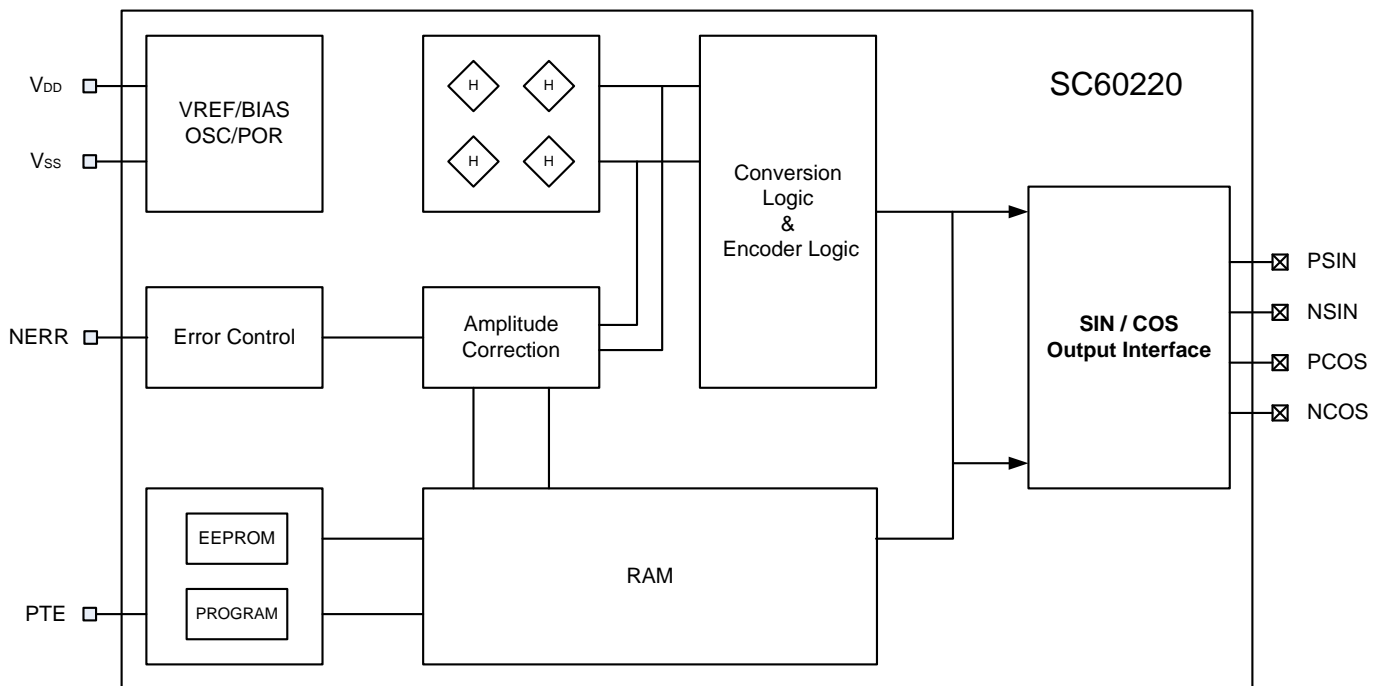 SC60220
VDD
VSS
VREF/BIAS
OSC/POR
H
H
H
H
Conversion
Logic
&
Encoder Logic
NERR
Error Control
Amplitude
Correction
SIN / COS
Output Interface
PSIN
NSIN
PCOS
NCOS
PTE
EEPROM
PROGRAM
RAM